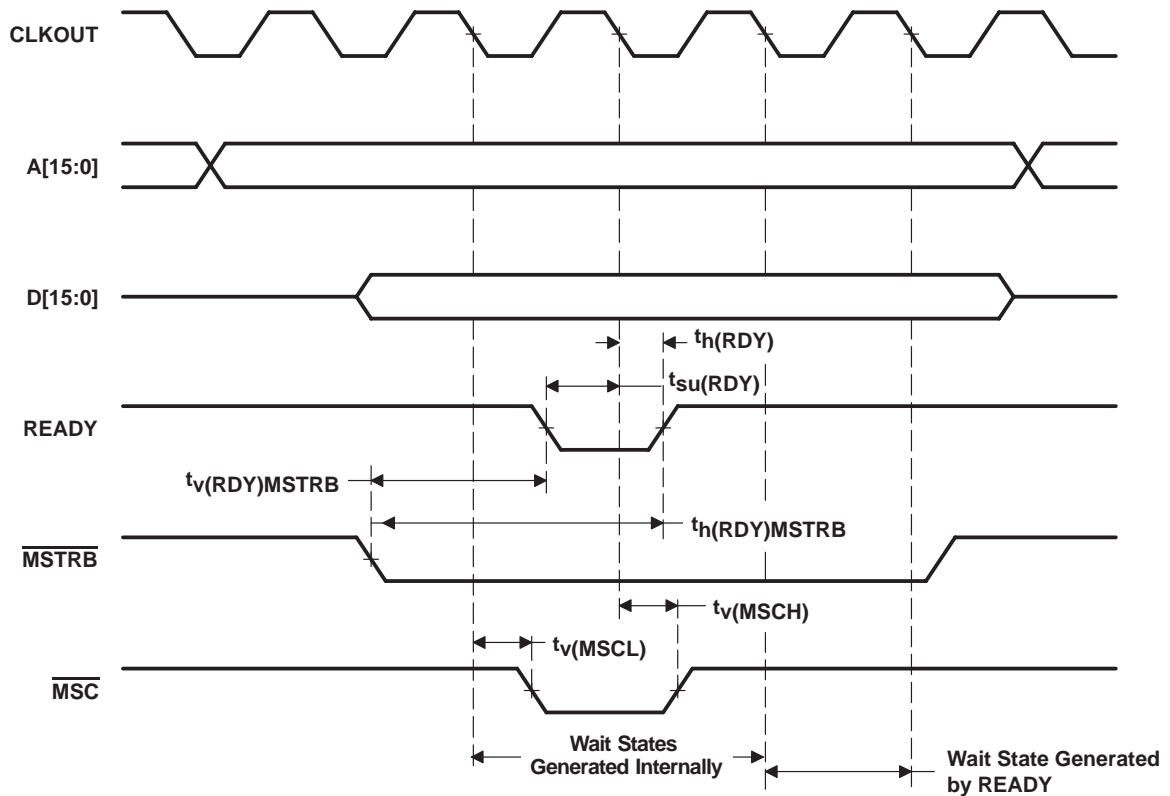 CLKOUT
A[15:0]
D[15:0]
th(RDY)
tsu(RDY)
READY
tv(RDY)MSTRB
th(RDY)MSTRB
MSTRB
tv(MSCH)
tv(MSCL)
MSC
Wait States
Generated Internally
Wait State Generated
by READY